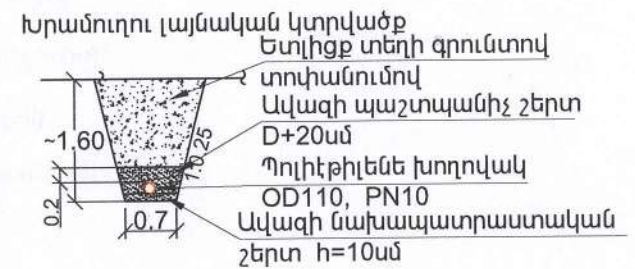 Խրամուղու լայնական կտրվածք
Ետլիցք տեղի գրունտով
տոփանումով
Ավազի պաշտպանիչ շերտ
D+20սմ
~1.60
1:0.25
Պոլիէթիլենե խողովակ
OD110, PN10
0.2
0.7
Ավազի նախապատրաստական
շերտ h=10սմ